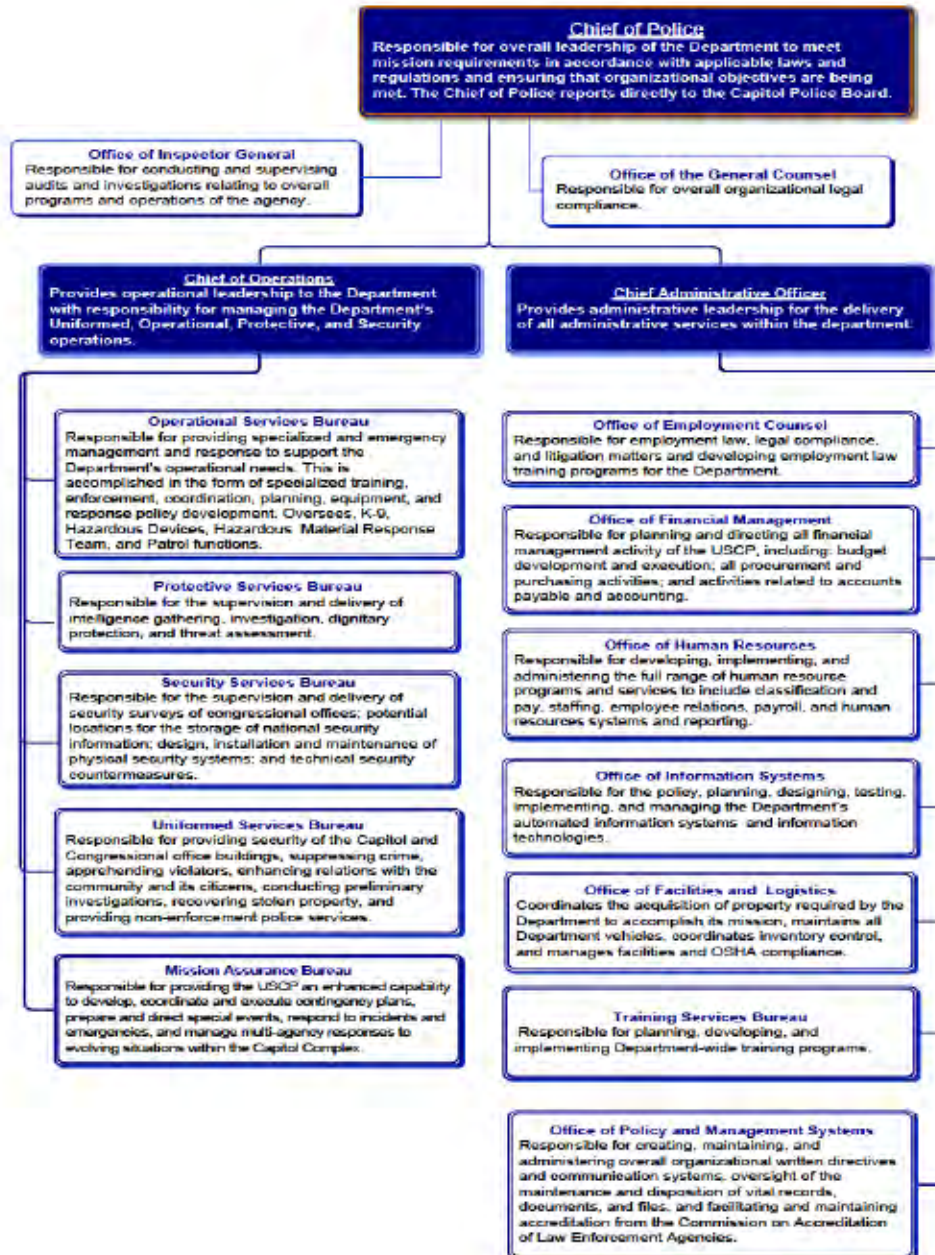 Chief of Police
Responsible for overall leadership of the Department to meet
mission requirements in accordance with applicable laws and
regulations and ensuring that organizational objectives are being
met. The Chief of Police reports directly to the Capitol Police Board.
Office of Inspector General
Responsible for conducting and supervising
audits and investigations relating to overall
programs and operations of the agency.
Office of the General Counsel
Responsible for overall organizational legal
compliance.
Chief of Operations
Provides operational leadership to the Department
with responsibility for managing the Department's
Uniformed, Operational, Protective, and Security
operations.
Chief Administrative Officer
Provides administrative leadership for the delivery
of all administrative services within the department.
Operational Services Bureau
Responsible for providing specialized and emergency
management and response to support the
Department's operational needs. This is
accomplished in the form of specialized training,
enforcement, coordination, planning, equipment, and
response policy development. Oversees, K-9,
Hazardous Devices, Hazardous Material Response
Team, and Patrol functions.
Protective Services Bureau
Responsible for the supervision and delivery of
intelligence gathering, investigation, dignitary
protection, and threat assessment.
Security Services Bureau
Responsible for the supervision and delivery of
security surveys of congressional offices; potential
locations for the storage of national security
information; design, installation and maintenance of
physical security systems; and technical security
countermeasures.
Uniformed Services Bureau
Responsible for providing security of the Capitol and
Congressional office buildings, suppressing crime,
apprehending violators, enhancing relations with the
community and its citizens, conducting preliminary
investigations, recovering stolen property, and
providing non-enforcement police services.
Mission Assurance Bureau
Responsible for providing the USCP an enhanced capability
to develop, coordinate and execute contingency plans,
prepare and direct special events, respond to incidents and
emergencies, and manage multi-agency responses to
evolving situations within the Capitol Complex.
Office of Employment Counsel
Responsible for employment law, legal compliance,
and litigation matters and developing employment law
training programs for the Department.
Office of Financial Management
Responsible for planning and directing all financial
management activity of the USCP, including: budget
development and execution; all procurement and
purchasing activities; and activities related to accounts
payable and accounting.
Office of Human Resources
Responsible for developing, implementing, and
administering the full range of human resource
programs and services to include classification and
pay, staffing, employee relations, payroll, and human
resources systems and reporting.
Office of Information Systems
Responsible for the policy, planning, designing, testing,
implementing, and managing the Department's
automated information systems and information
technologies.
Office of Facilities and Logistics
Coordinates the acquisition of property required by the
Department to accomplish its mission, maintains all
Department vehicles, coordinates inventory control,
and manages facilities and OSHA compliance.
Training Services Bureau
Responsible for planning, developing, and
implementing Department-wide training programs.
Office of Policy and Management Systems
Responsible for creating, maintaining, and
administering overall organizational written directives
and communication systems, oversight of the
maintenance and disposition of vital records,
documents, and files, and facilitating and maintaining
accreditation from the Commission on Accreditation
of Law Enforcement Agencies.